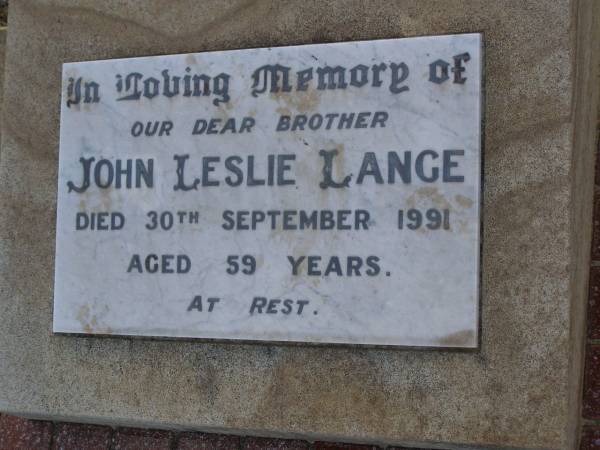 In Loving Memory of
OUR DEAR BROTHER
JOHN LESLIE LANGE
DIED 30TH SEPTEMBER 1991
AGED 59 YEARS.
AT REST.